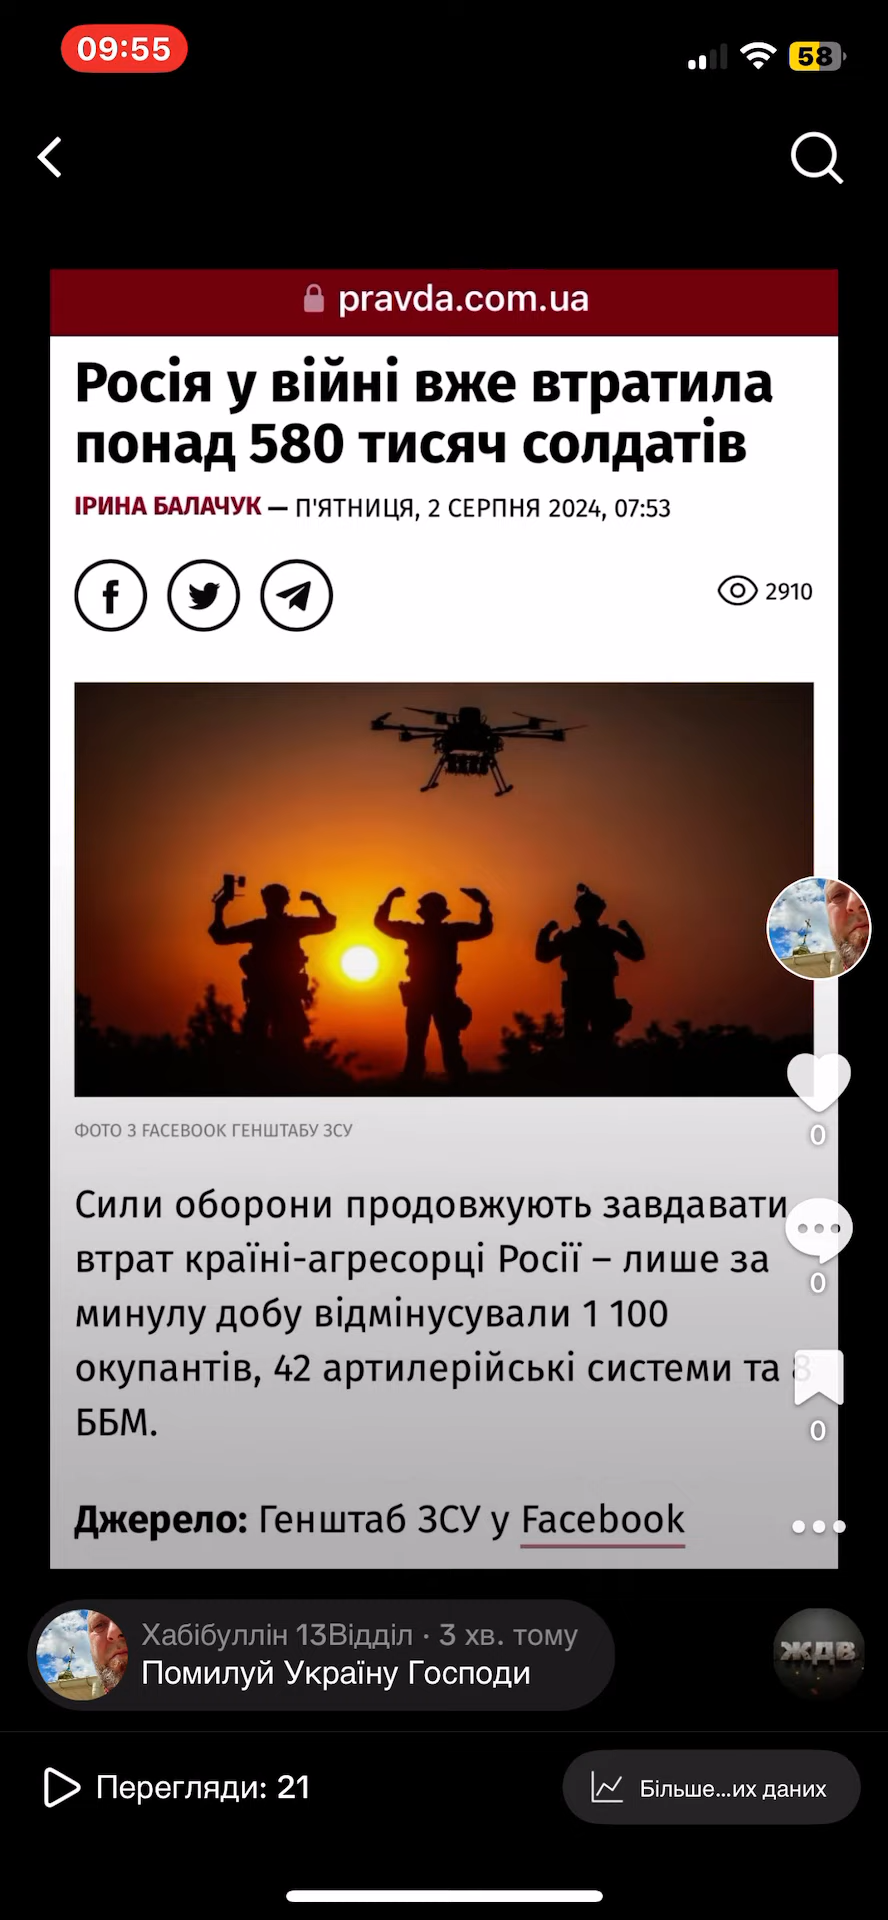 09:55
58
pravda.com.ua
Росія у війні вже втратила
понад 580 тисяч солдатів
ІРИНА БАЛАЧУК — П'ЯТНИЦЯ, 2 СЕРПНЯ 2024, 07:53
2910
ФОТО З FACEBOOK ГЕНШТАБУ ЗСУ
0
Сили оборони продовжують завдавати
втрат країні-агресорці Росії – лише за
0
минулу добу відмінусували 1 100
окупантів, 42 артилерійські системи та 8
ББМ.
0
Джерело: Генштаб ЗСУ у Facebook
Хабібуллін 13Відділ · 3 хв. тому
Помилуй Україну Господи
ЖДВ
Перегляди: 21
Більше...их даних